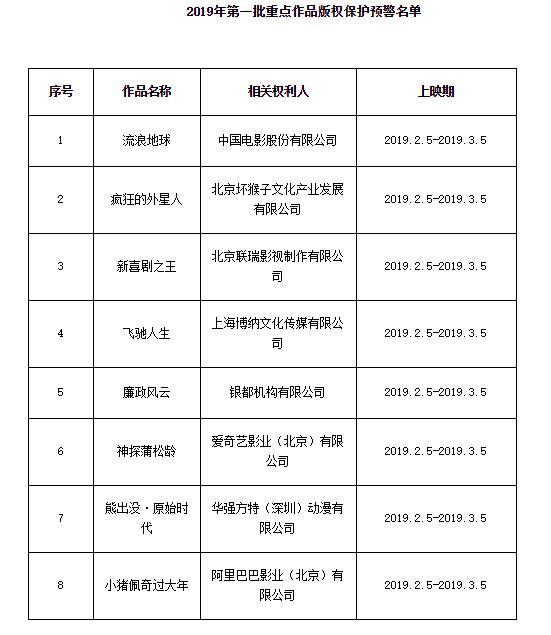 2019年第一批重点作品版权保护预警名单
序号 作品名称 相关权利人 上映期
1 流浪地球 中国电影股份有限公司 2019.2.5-2019.3.5
2 疯狂的外星人 北京坏猴子文化产业发展
有限公司 2019.2.5-2019.3.5
3 新喜剧之王 北京联瑞影视制作有限公
司 2019.2.5-2019.3.5
4 飞驰人生 上海博纳文化传媒有限公
司 2019.2.5-2019.3.5
5 廉政风云 银都机构有限公司 2019.2.5-2019.3.5
6 神探蒲松龄 爱奇艺影业（北京）有限
公司 2019.2.5-2019.3.5
7 熊出没·原始时
代 华强方特（深圳）动漫有
限公司 2019.2.5-2019.3.5
8 小猪佩奇过大年 阿里巴巴影业（北京）有
限公司 2019.2.5-2019.3.5